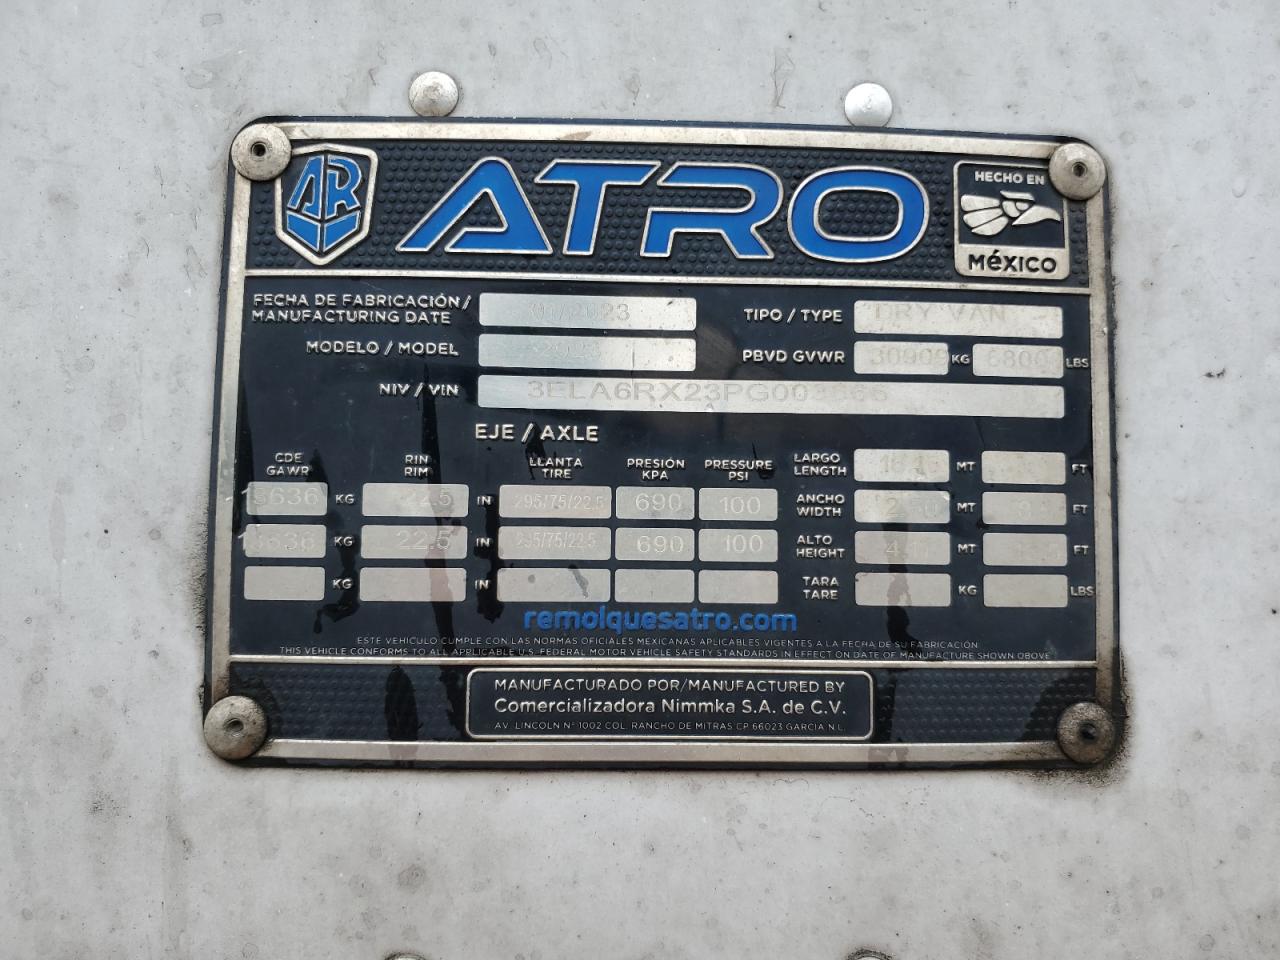 AR
ATRO
HECHO EN
MéXICO
FECHA DE FABRICACIÓN/
MANUFACTURING DATE
TIPO / TYPE DRY VAN
MODELO / MODEL 2023
PBVD GVWR 30909 KG LBS
NIV / VIN
EJE / AXLE
CDE
GAWR
RIN
RIM
LLANTA
TIRE
PRESIÓN
KPA
PRESSURE
PSI
LARGO
LENGTH
MT FT
13636 KG 22.5 IN 295/75/22.5 690 100
ANCHO
WIDTH
MT FT
13636 KG 22.5 IN 295/75/22.5 690 100
ALTO
HEIGHT
MT FT
KG IN
TARA
TARE
KG LBS
remolquesatro.com
ESTE VEHICULO CUMPLE CON LAS NORMAS OFICIALES MEXICANAS APLICABLES VIGENTES A LA FECHA DE SU FABRICACIÓN
THIS VEHICLE CONFORMS TO ALL APPLICABLE U.S. FEDERAL MOTOR VEHICLE SAFETY STANDARDS IN EFFECT ON DATE OF MANUFACTURE SHOWN OBOVE
MANUFACTURADO POR/MANUFACTURED BY
Comercializadora Nimmka S.A. de C.V.
AV. LINCOLN N° 1002 COL. RANCHO DE MITRAS CP 66023 GARCIA N.L.